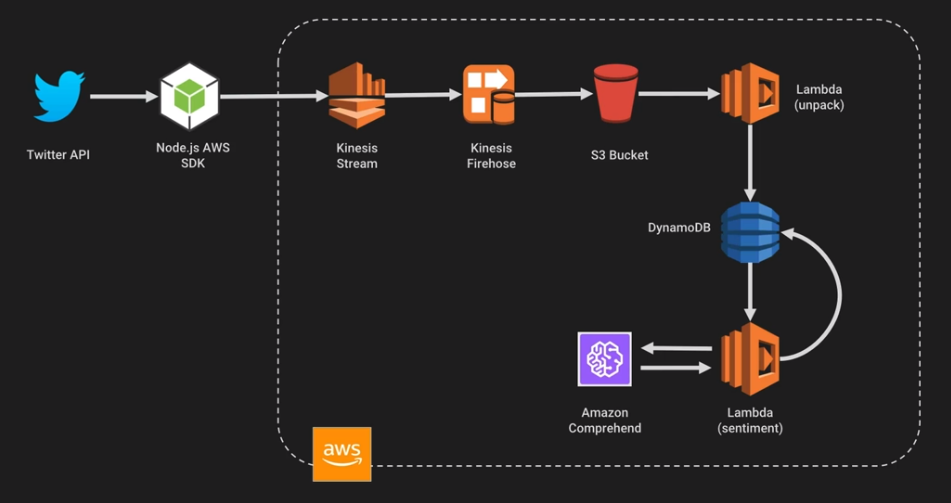 Twitter API
Node.js AWS
SDK
Kinesis
Stream
Kinesis
Firehose
S3 Bucket
Lambda
(unpack)
DynamoDB
Amazon
Comprehend
Lambda
(sentiment)
aws